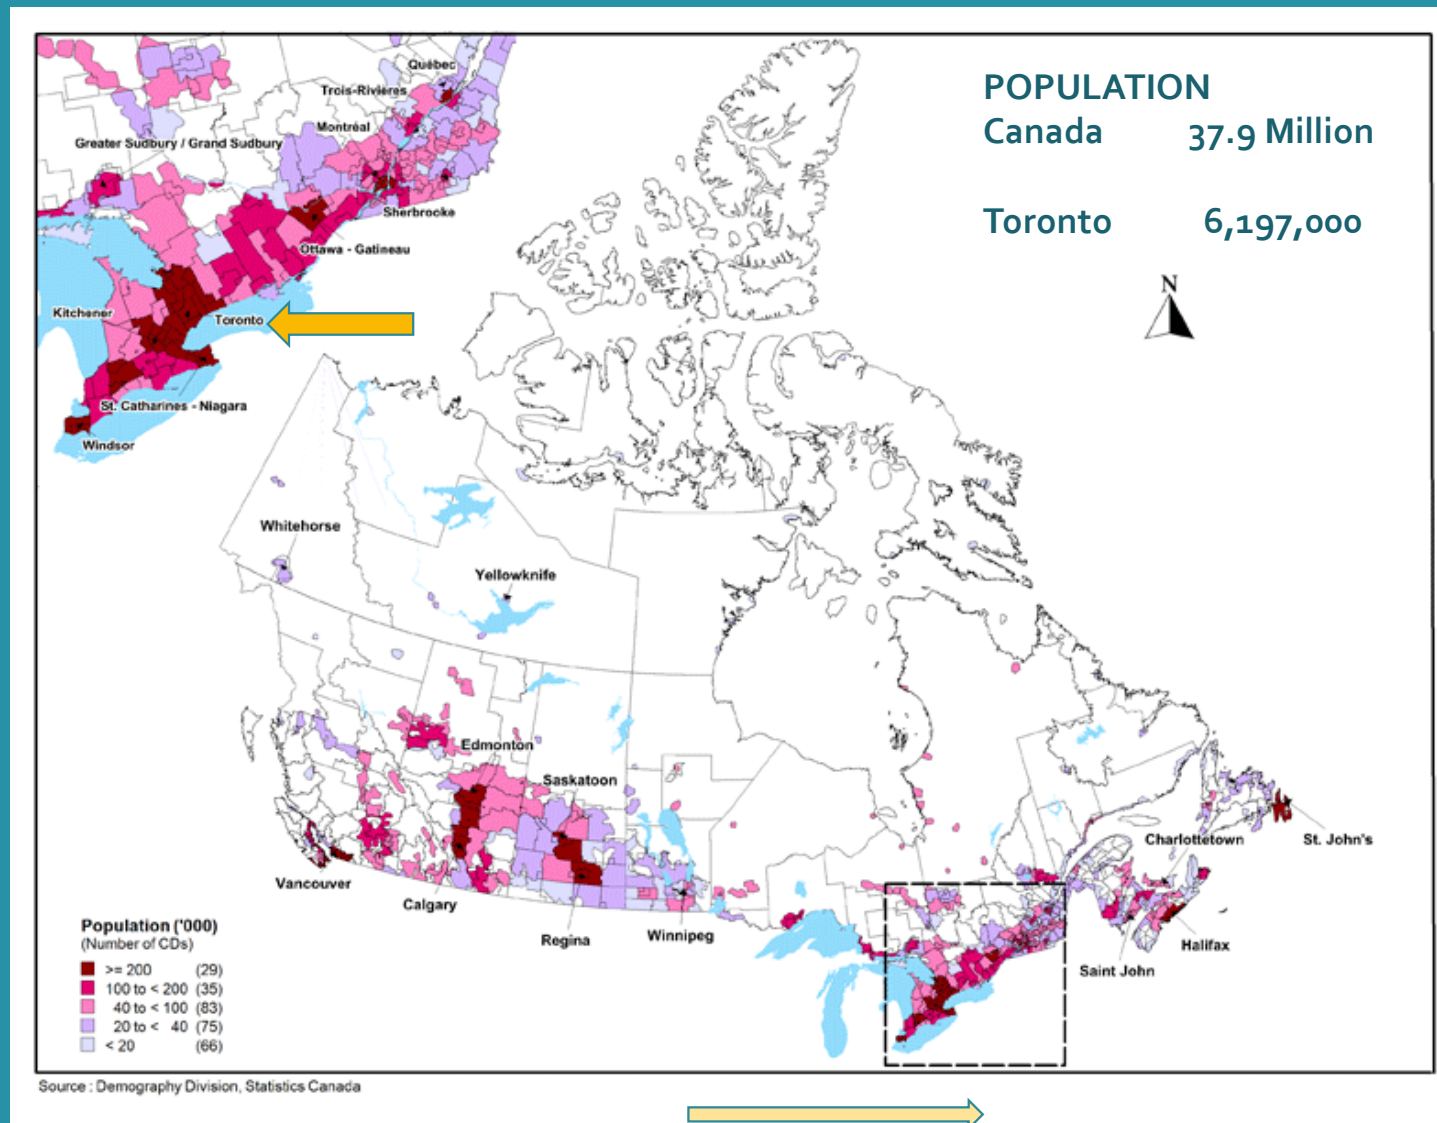 POPULATION
Canada 37.9 Million
Toronto 6,197,000
N
Québec
Trois-Rivières
Montréal
Greater Sudbury / Grand Sudbury
Sherbrooke
Ottawa - Gatineau
Kitchener
Toronto
St. Catharines - Niagara
Windsor
Whitehorse
Yellowknife
Edmonton
Saskatoon
Charlottetown
St. John's
Vancouver
Calgary
Regina
Winnipeg
Halifax
Saint John
Population ('000)
(Number of CDs)
>= 200 (29)
100 to < 200 (35)
40 to < 100 (83)
20 to < 40 (75)
< 20 (66)
Source : Demography Division, Statistics Canada